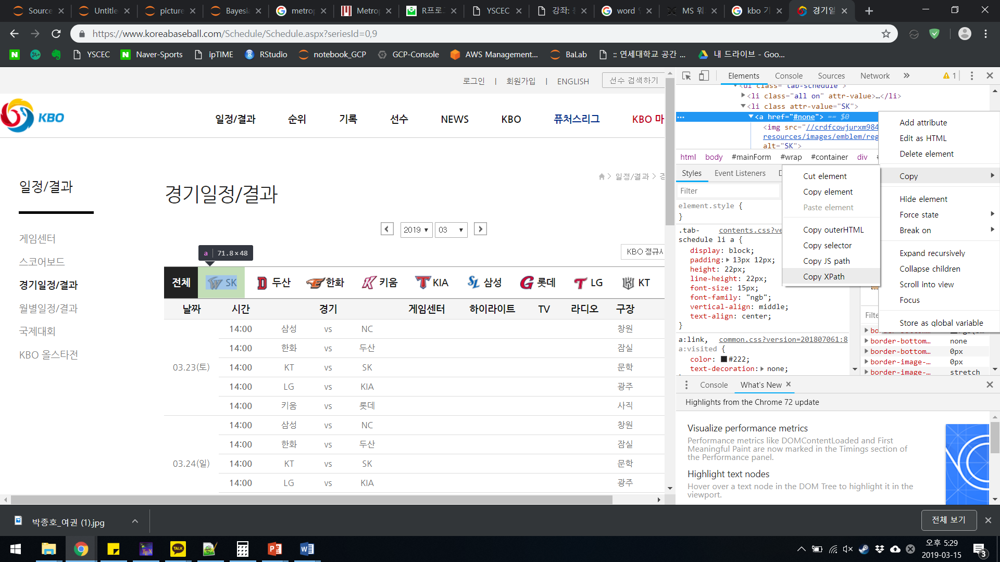 Source
Untitle
picture
Bayesia
metro
Metrop
R프로그
YSCEC
강좌:
word
MS 워
kbo
경기일
https://www.koreabaseball.com/Schedule/Schedule.aspx?seriesId=0,9
YSCEC
Naver-Sports
ipTIME
RStudio
notebook_GCP
GCP-Console
AWS Management...
BaLab
:: 연세대학교 공간 ...
내 드라이브 - Goo...
로그인 | 회원가입 | ENGLISH
선수 검색하기
KBO
일정/결과
순위
기록
선수
NEWS
KBO
퓨처스리그
KBO 마
일정/결과
게임센터
스코어보드
경기일정/결과
월별일정/결과
국제대회
KBO 올스타전
> 일정/결과 >
경기일정/결과
2019 03
KBO 정규시
a 71.8×48
전체 SK 두산 한화 키움 KIA 삼성 롯데 LG KT
날짜 시간 경기 게임센터 하이라이트 TV 라디오 구장
14:00 삼성 vs NC 창원
14:00 한화 vs 두산 잠실
03.23(토) 14:00 KT vs SK 문학
14:00 LG vs KIA 광주
14:00 키움 vs 롯데 사직
14:00 삼성 vs NC 창원
14:00 한화 vs 두산 잠실
03.24(일) 14:00 KT vs SK 문학
14:00 LG vs KIA 광주
Elements Console Sources Network » 1
<ul class="tab-schedule">
<li class="all on" attr-value>…</li>
<li class attr-value="SK">
<a href="#none"> == $0
<img src="//crdfcowjurxm984
resources/images/emblem/reg
alt="SK">
html body #mainForm #wrap #container div
Styles Event Listeners
Filter
element.style {
}
.tab- contents.css?ve
schedule li a {
display: block;
padding: 13px 12px;
height: 22px;
line-height: 22px;
font-size: 15px;
font-family: "ngb";
vertical-align: middle;
text-align: center;
}
a:link, common.css?version=201807061:8
a:visited {
color: #222;
text-decoration: none;
Cut element
Copy element
Paste element
Copy outerHTML
Copy selector
Copy JS path
Copy XPath
Add attribute
Edit as HTML
Delete element
Copy
Hide element
Force state
Break on
Expand recursively
Collapse children
Scroll into view
Focus
Store as global variable
Filte
border-bottom… none
border-bottom… 0px
border-image-… 0px
border-image-… stretch
Console What's New
Highlights from the Chrome 72 update
Visualize performance metrics
Performance metrics like DOMContentLoaded and First
Meaningful Paint are now marked in the Timings section of
the Performance panel.
Highlight text nodes
Hover over a text node in the DOM Tree to highlight it in the
viewport.
박종호_여권 (1).jpg
전체 보기
TEX
TALK
오후 5:29
2019-03-15
3